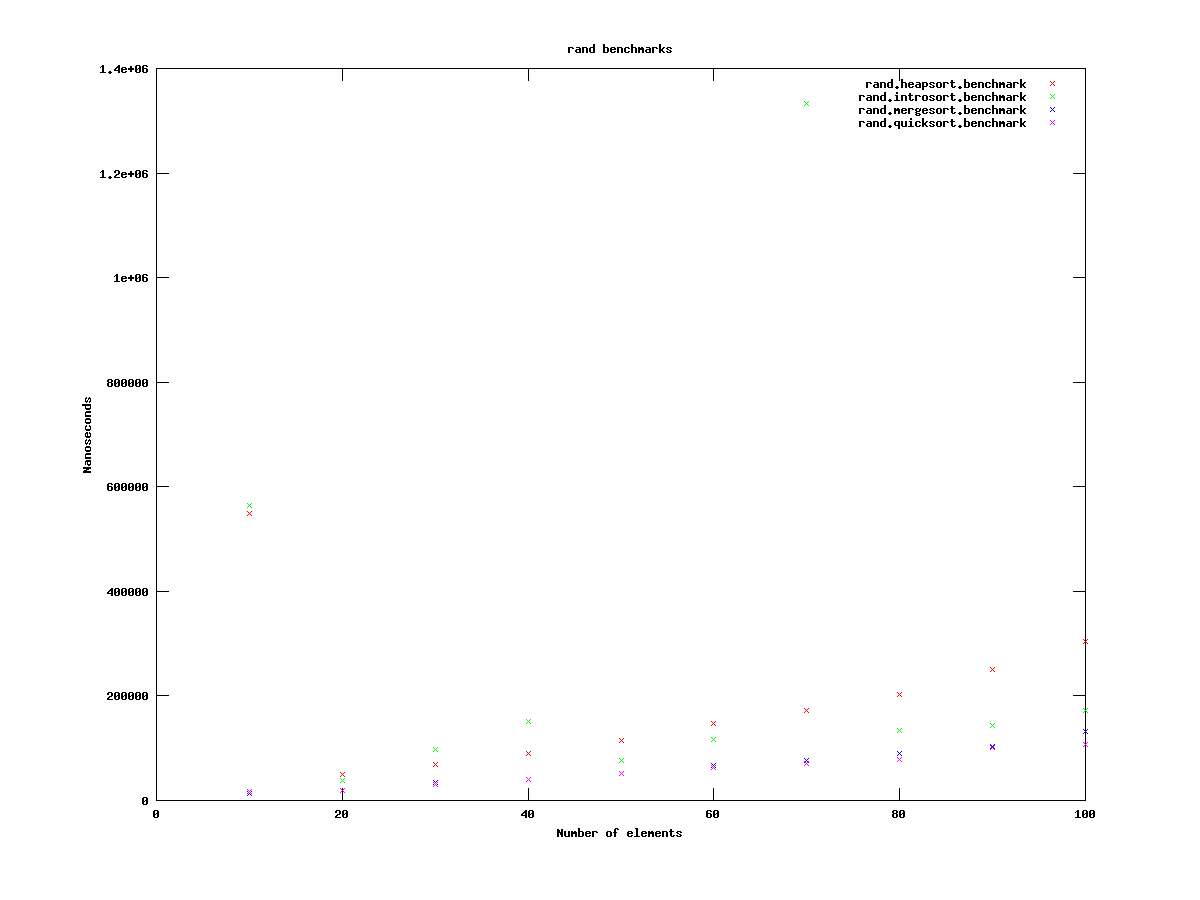 rand benchmarks
1.4e+06
rand.heapsort.benchmark
rand.introsort.benchmark
rand.mergesort.benchmark
rand.quicksort.benchmark
1.2e+06
1e+06
800000
Nanoseconds
600000
400000
200000
0
0 20 40 60 80 100
Number of elements